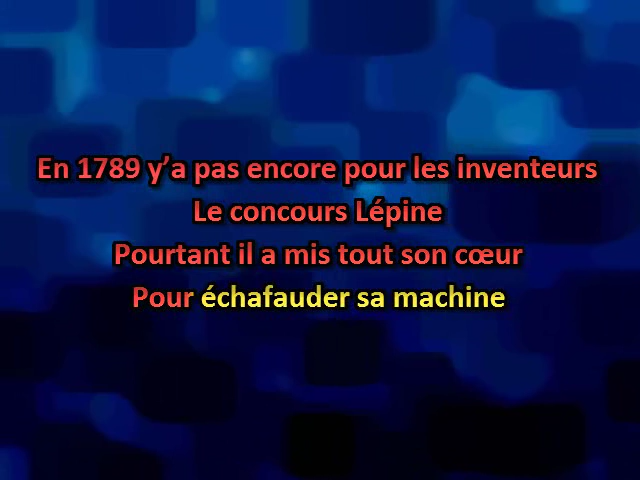 En 1789 y’a pas encore pour les inventeurs
Le concours Lépine
Pourtant il a mis tout son cœur
Pour échafauder sa machine